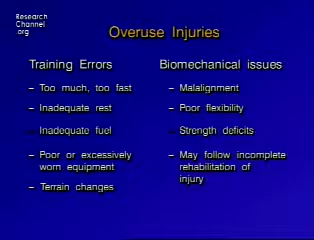 Research
Channel
.org
Overuse Injuries
Training Errors
– Too much, too fast
– Inadequate rest
– Inadequate fuel
– Poor or excessively
worn equipment
– Terrain changes
Biomechanical issues
– Malalignment
– Poor flexibility
– Strength deficits
– May follow incomplete
rehabilitation of
injury